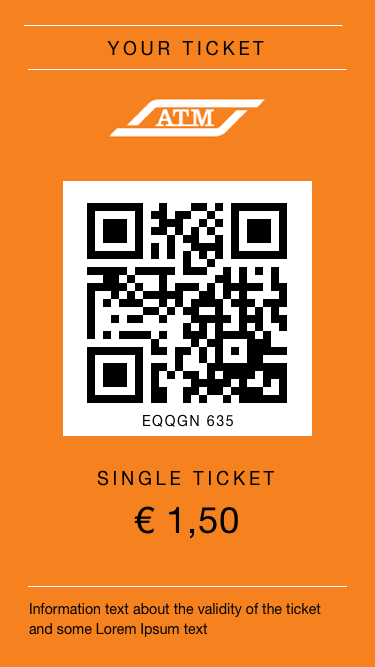 YOUR TICKET
ATM
EQQGN 635
SINGLE TICKET
€ 1,50
Information text about the validity of the ticket
and some Lorem Ipsum text